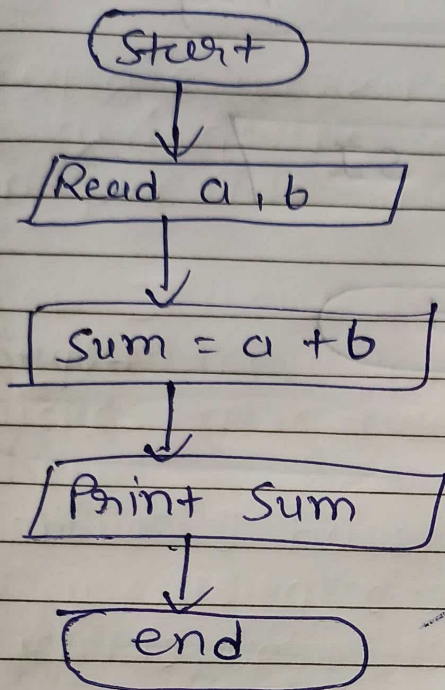 Start
Read a, b
Sum = a + b
Print Sum
end